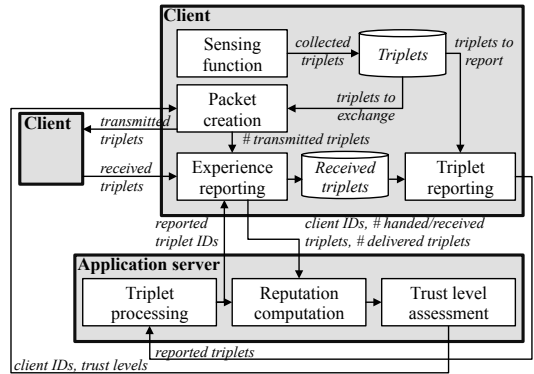 Client
Sensing
function
collected
triplets
Triplets
triplets to
report
Packet
creation
triplets to
exchange
Client
transmitted
triplets
# transmitted triplets
received
triplets
Experience
reporting
Received
triplets
Triplet
reporting
reported
triplet IDs
client IDs, # handed/received
triplets, # delivered triplets
Application server
Triplet
processing
Reputation
computation
Trust level
assessment
reported triplets
client IDs, trust levels